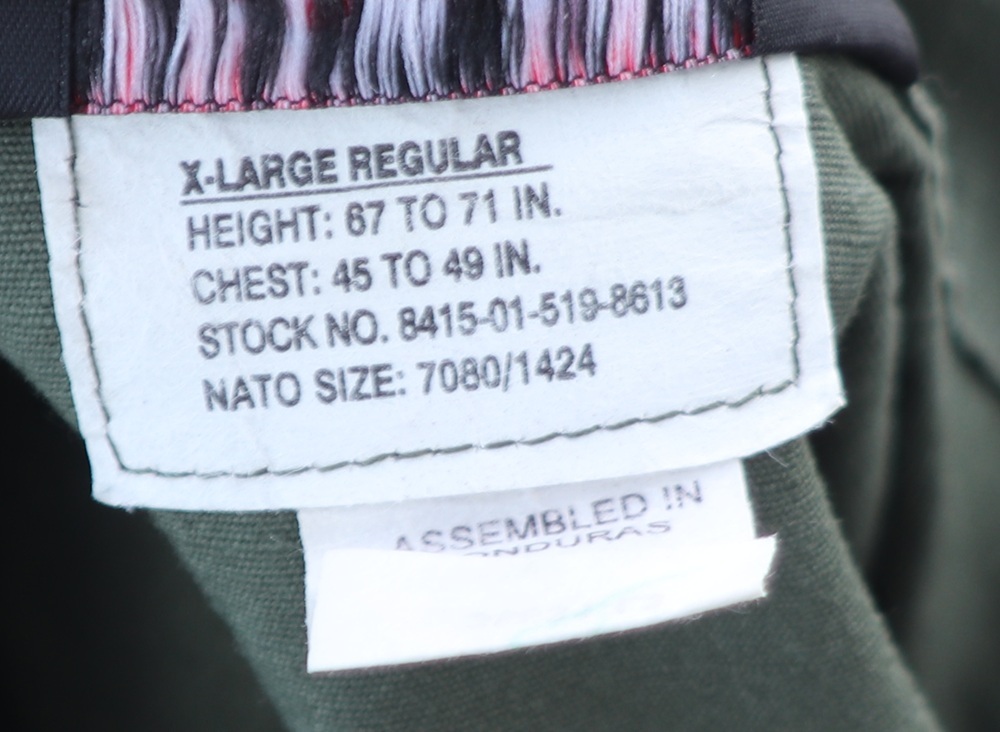 X-LARGE REGULAR
HEIGHT: 67 TO 71 IN.
CHEST: 45 TO 49 IN.
STOCK NO. 8415-01-519-8613
NATO SIZE: 7080/1424
ASSEMBLED IN
HONDURAS